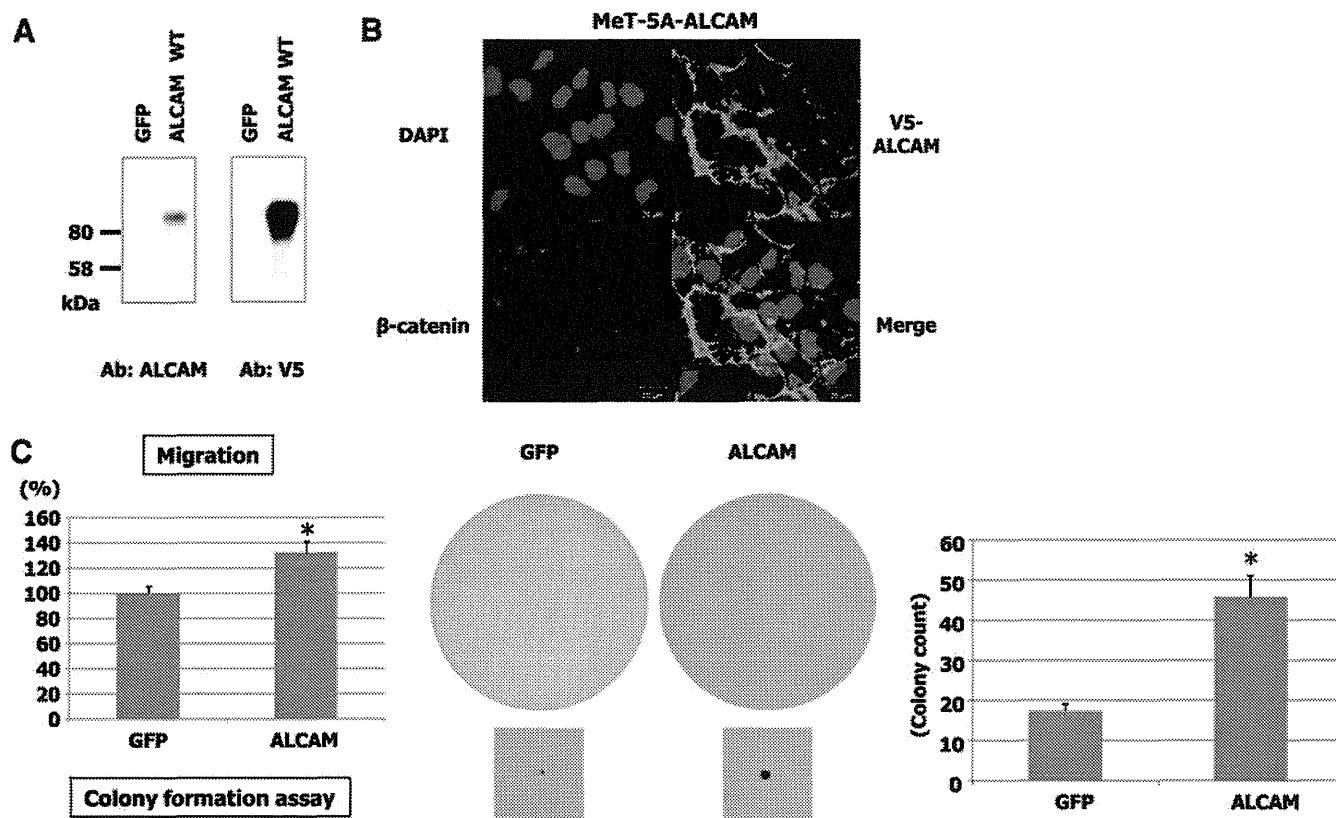 A
GFP
ALCAM WT
GFP
ALCAM WT
80
58
kDa
Ab: ALCAM
Ab: V5
B
MeT-5A-ALCAM
DAPI
V5-
ALCAM
β-catenin
Merge
C
Migration
(%)
160
140
120
100
80
60
40
20
0
*
GFP
ALCAM
Colony formation assay
GFP
ALCAM
(Colony count)
60
50
40
30
20
10
0
*
GFP
ALCAM